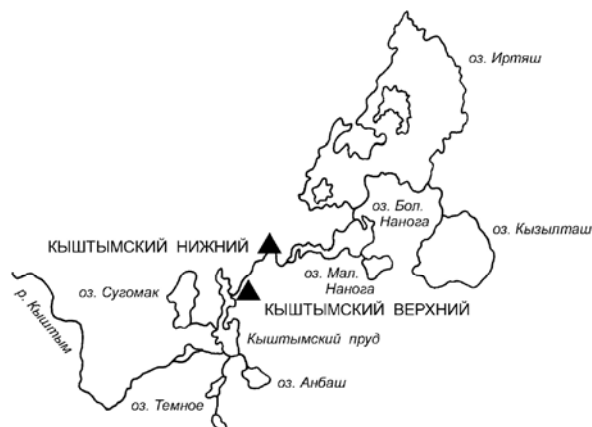 оз. Иртяш
оз. Бол.
Нанога
оз. Кызылташ
КЫШТЫМСКИЙ НИЖНИЙ
оз. Мал.
Нанога
оз. Сугомак
КЫШТЫМСКИЙ ВЕРХНИЙ
р. Кыштым
Кыштымский пруд
оз. Анбаш
оз. Темное